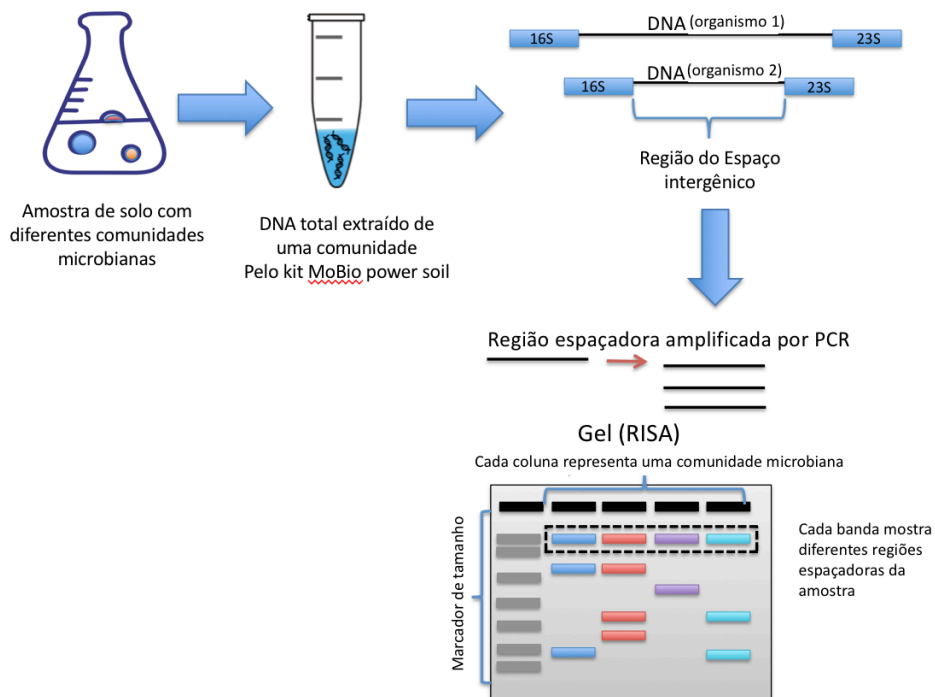 DNA (organismo 1)
16S
23S
DNA (organismo 2)
16S
23S
Região do Espaço
intergênico
Amostra de solo com
diferentes comunidades
microbianas
DNA total extraído de
uma comunidade
Pelo kit MoBio power soil
Região espaçadora amplificada por PCR
Gel (RISA)
Cada coluna representa uma comunidade microbiana
Marcador de tamanho
Cada banda mostra
diferentes regiões
espaçadoras da
amostra